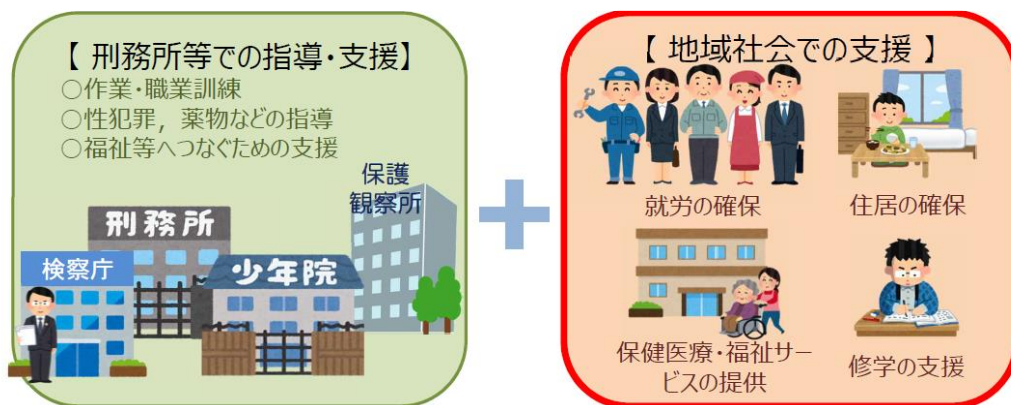 【 刑務所等での指導・支援】
○作業・職業訓練
○性犯罪，薬物などの指導
○福祉等へつなぐための支援
保護
観察所
刑務所
検察庁
少年院
【 地域社会での支援 】
就労の確保
住居の確保
保健医療・福祉サー
ビスの提供
修学の支援